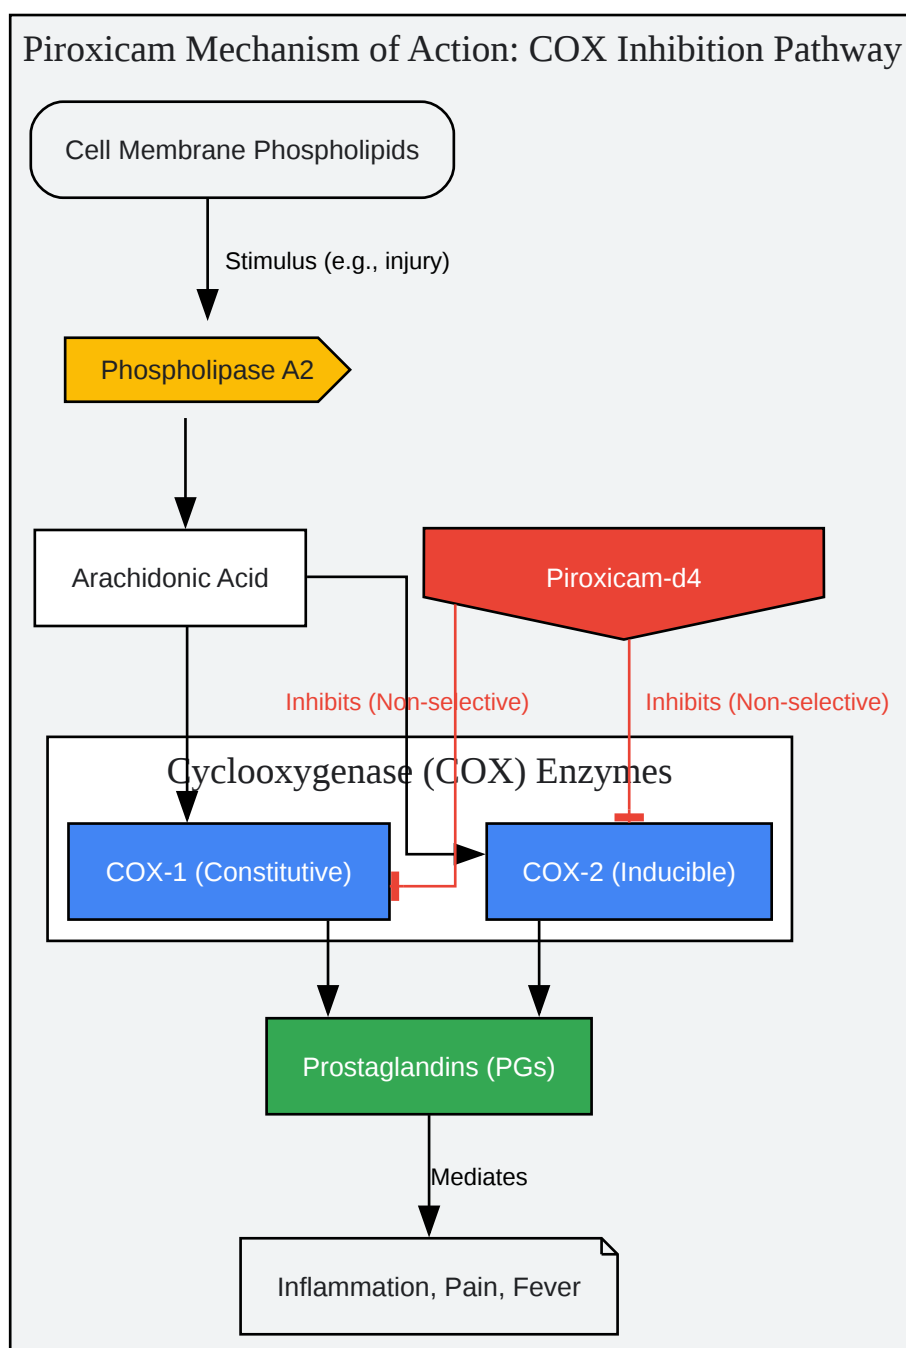 Piroxicam Mechanism of Action: COX Inhibition Pathway
Cell Membrane Phospholipids
Stimulus (e.g., injury)
Phospholipase A2
Arachidonic Acid
Piroxicam-d4
Inhibits (Non-selective)
Inhibits (Non-selective)
Cyclooxygenase (COX) Enzymes
COX-1 (Constitutive)
COX-2 (Inducible)
Prostaglandins (PGs)
Mediates
Inflammation, Pain, Fever